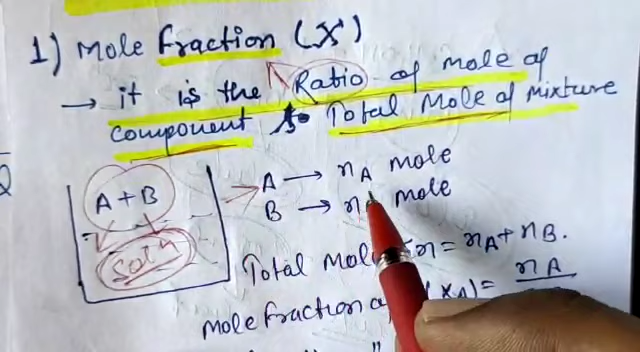 1) Mole Fraction (X)
→ it is the Ratio of mole of
component to Total Mole of mixture
A + B
Soln
A → nA mole
B → n mole
Total Mole n = nA + nB.
Mole fraction (XA) = nA